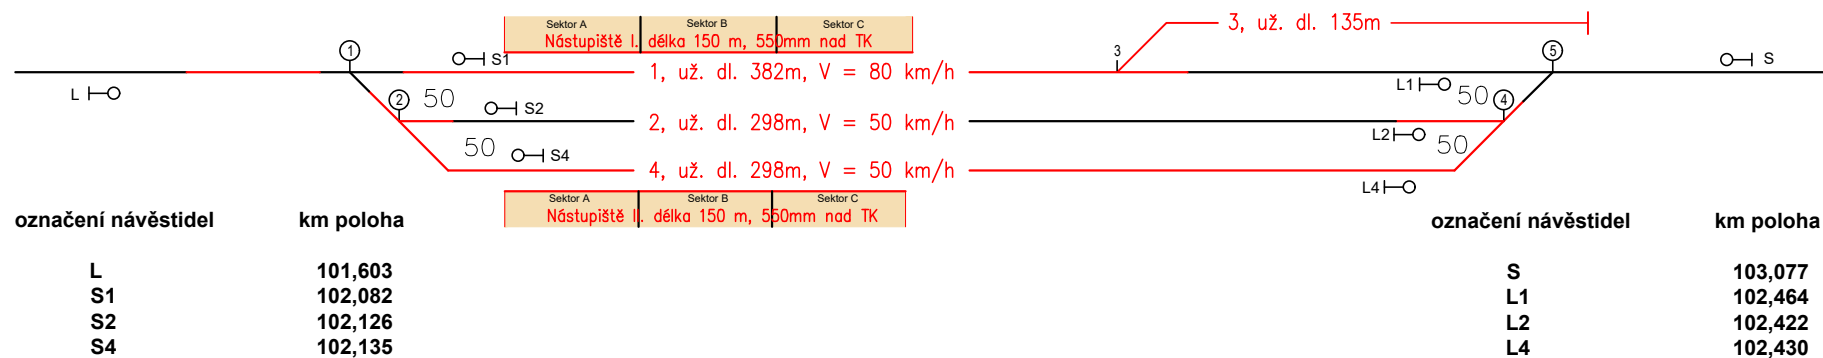 Sektor A Sektor B Sektor C
Nástupiště I. délka 150 m, 550mm nad TK
3, už. dl. 135m
1 S1 1, už. dl. 382m, V = 80 km/h 3 5 S
L 2 50 S2 2, už. dl. 298m, V = 50 km/h L1 50 4
50 S4 4, už. dl. 298m, V = 50 km/h L2 50
L4
Sektor A Sektor B Sektor C
Nástupiště II. délka 150 m, 550mm nad TK
označení návěstidel km poloha
L 101,603
S1 102,082
S2 102,126
S4 102,135
označení návěstidel km poloha
S 103,077
L1 102,464
L2 102,422
L4 102,430